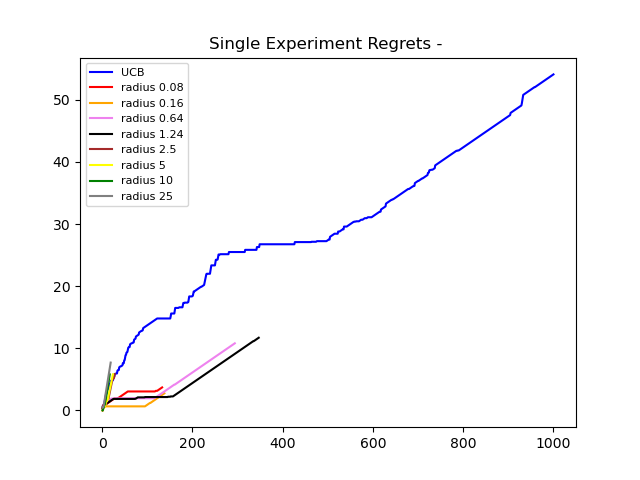 Single Experiment Regrets -
UCB
radius 0.08
radius 0.16
radius 0.64
radius 1.24
radius 2.5
radius 5
radius 10
radius 25
50
40
30
20
10
0
0 200 400 600 800 1000